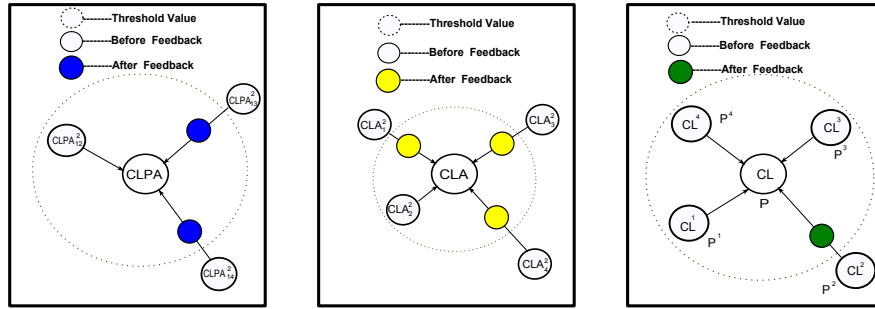 --------Threshold Value
--------Before Feedback
--------After Feedback
CLPA²₁₃
CLPA²₁₂
CLPA
CLPA²₁₄
--------Threshold Value
--------Before Feedback
--------After Feedback
CLA²₁
CLA²₃
CLA
CLA²₂
CLA²₄
--------Threshold Value
--------Before Feedback
--------After Feedback
CL⁴ P⁴
CL³
P³
CL
P
CL¹
P¹
CL²
P²